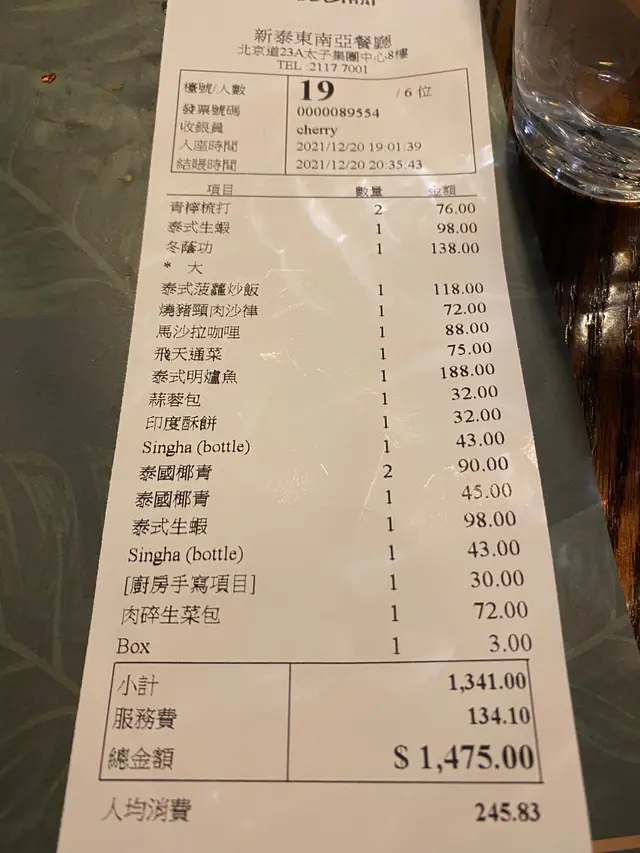 新泰東南亞餐廳
北京道23A太子集團中心8樓
TEL :2117 7001
檯號/人數 19 / 6 位
發票號碼 0000089554
收銀員 cherry
入座時間 2021/12/20 19:01:39
結賬時間 2021/12/20 20:35:43
項目 數量 金額
青檸梳打 2 76.00
泰式生蝦 1 98.00
冬蔭功 1 138.00
* 大
泰式菠蘿炒飯 1 118.00
燒豬頸肉沙律 1 72.00
馬沙拉咖哩 1 88.00
飛天通菜 1 75.00
泰式明爐魚 1 188.00
蒜蓉包 1 32.00
印度酥餅 1 32.00
Singha (bottle) 1 43.00
泰國椰青 2 90.00
泰國椰青 1 45.00
泰式生蝦 1 98.00
Singha (bottle) 1 43.00
[廚房手寫項目] 1 30.00
肉碎生菜包 1 72.00
Box 1 3.00
小計 1,341.00
服務費 134.10
總金額 $ 1,475.00
人均消費 245.83